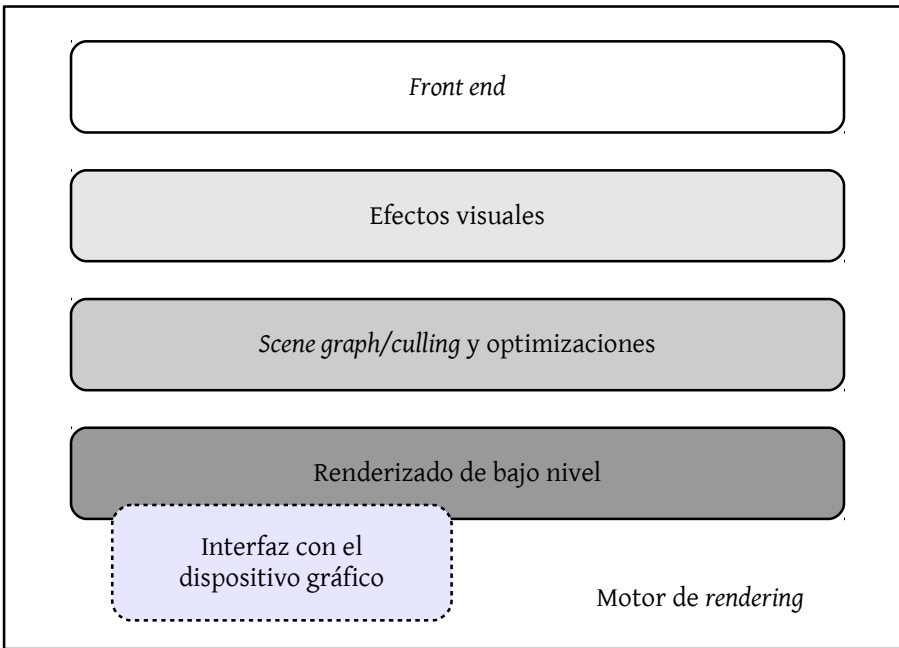 Front end
Efectos visuales
Scene graph/culling y optimizaciones
Renderizado de bajo nivel
Interfaz con el
dispositivo gráfico
Motor de rendering